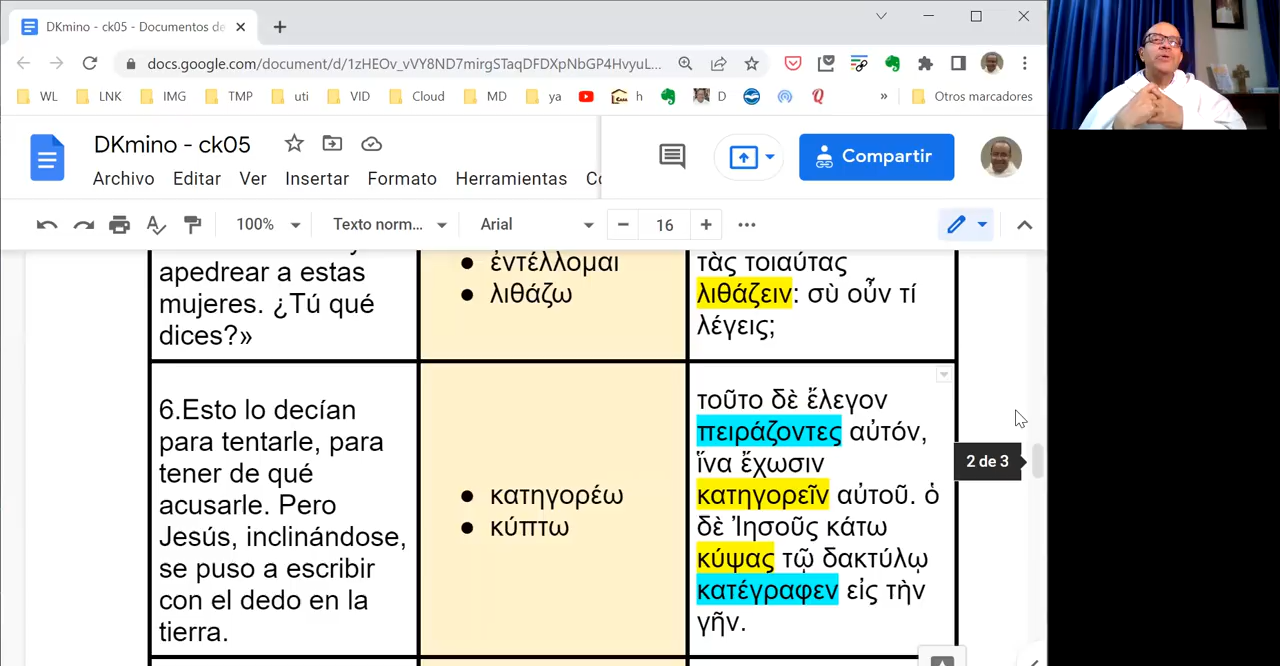 DKmino - ck05 - Documentos de
docs.google.com/document/d/1zHEOv_vVY8ND7mirgSTaqDFDXpNbGP4HvyuL...
WL LNK IMG TMP uti VID Cloud MD ya h D » Otros marcadores
DKmino - ck05
Compartir
Archivo Editar Ver Insertar Formato Herramientas
100% Texto norm... Arial 16
apedrear a estas
mujeres. ¿Tú qué
dices?»
● ἐντέλλομαι
● λιθάζω
τὰς τοιαύτας
λιθάζειν: σὺ οὖν τί
λέγεις;
6.Esto lo decían
para tentarle, para
tener de qué
acusarle. Pero
Jesús, inclinándose,
se puso a escribir
con el dedo en la
tierra.
● κατηγορέω
● κύπτω
τοῦτο δὲ ἔλεγον
πειράζοντες αὐτόν,
ἵνα ἔχωσιν
κατηγορεῖν αὐτοῦ. ὁ
δὲ Ἰησοῦς κάτω
κύψας τῷ δακτύλῳ
κατέγραφεν εἰς τὴν
γῆν.
2 de 3